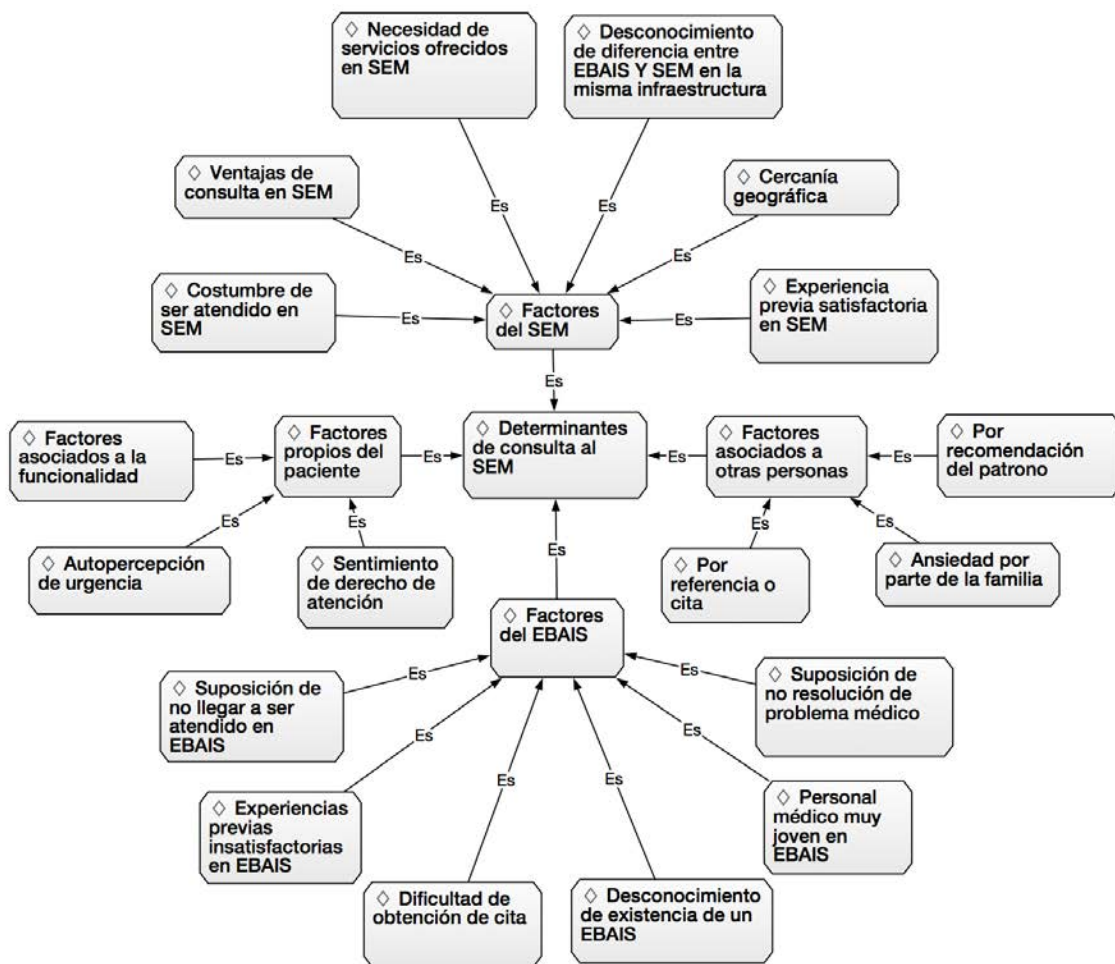 ◇ Necesidad de
servicios ofrecidos
en SEM
◇ Desconocimiento
de diferencia entre
EBAIS Y SEM en la
misma infraestructura
◇ Ventajas de
consulta en SEM
◇ Cercanía
geográfica
Es
Es
Es
Es
◇ Costumbre de
ser atendido en
SEM
Es
◇ Factores
del SEM
Es
◇ Experiencia
previa satisfactoria
en SEM
Es
◇ Factores
asociados a la
funcionalidad
Es
◇ Factores
propios del
paciente
Es
◇ Determinantes
de consulta al
SEM
Es
◇ Factores
asociados a
otras personas
Es
◇ Por
recomendación
del patrono
Es
Es
Es
Es
◇ Autopercepción
de urgencia
◇ Sentimiento
de derecho de
atención
Es
◇ Por
referencia o
cita
◇ Ansiedad por
parte de la familia
◇ Factores
del EBAIS
◇ Suposición de
no llegar a ser
atendido en
EBAIS
Es
Es
◇ Suposición de
no resolución de
problema médico
Es
Es
Es
Es
◇ Experiencias
previas
insatisfactorias
en EBAIS
◇ Personal
médico muy
joven en
EBAIS
◇ Dificultad de
obtención de cita
◇ Desconocimiento
de existencia de un
EBAIS